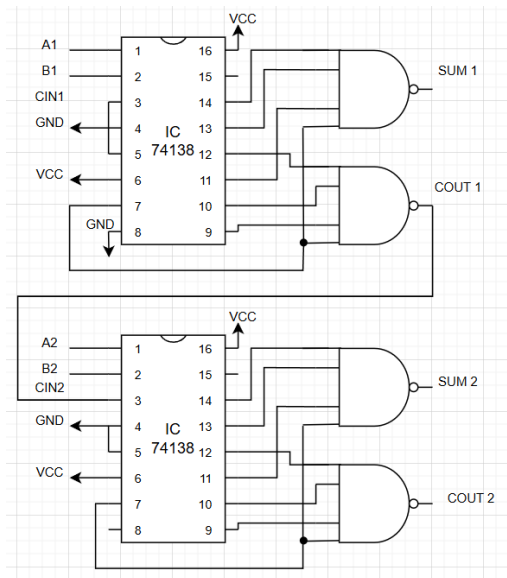 VCC
A1
1
16
B1
2
15
CIN1
3
14
SUM 1
GND
4
13
IC
74138
5
12
VCC
6
11
COUT 1
7
10
GND
8
9
VCC
A2
1
16
B2
2
15
CIN2
3
14
SUM 2
GND
4
13
IC
74138
5
12
VCC
6
11
7
10
COUT 2
8
9